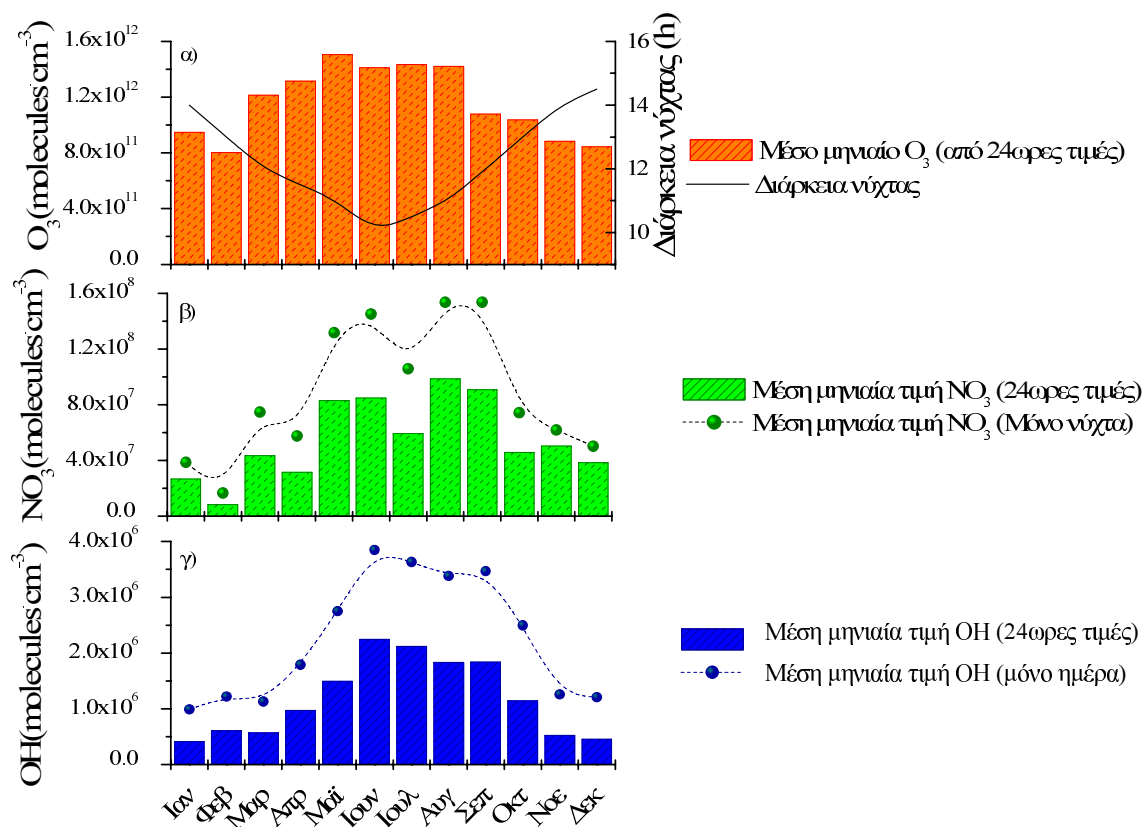 α)
O₃(molecules·cm⁻³)
1.6x10¹²
1.2x10¹²
8.0x10¹¹
4.0x10¹¹
0.0
16
14
12
10
Διάρκεια νύχτας (h)
Μέσο μηνιαίο O₃ (από 24ωρες τιμές)
Διάρκεια νύχτας
β)
NO₃(molecules·cm⁻³)
1.6x10⁸
1.2x10⁸
8.0x10⁷
4.0x10⁷
0.0
Μέση μηνιαία τιμή NO₃ (24ωρες τιμές)
Μέση μηνιαία τιμή NO₃ (Μόνο νύχτα)
γ)
OH(molecules·cm⁻³)
4.0x10⁶
3.0x10⁶
2.0x10⁶
1.0x10⁶
0.0
Μέση μηνιαία τιμή OH (24ωρες τιμές)
Μέση μηνιαία τιμή OH (μόνο ημέρα)
Ιαν Φεβ Μαρ Απρ Μαϊ Ιουν Ιουλ Αυγ Σεπ Οκτ Νοε Δεκ